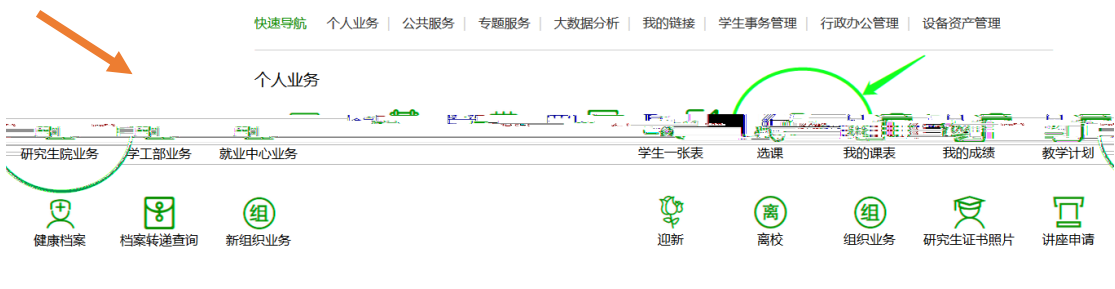 快速导航 个人业务 公共服务 专题服务 大数据分析 我的链接 学生事务管理 行政办公管理 设备资产管理
个人业务
研究生院业务 学工部业务 就业中心业务 学生一张表 选课 我的课表 我的成绩 教学计划
组 离 组
健康档案 档案转递查询 新组织业务 迎新 离校 组织业务 研究生证书照片 讲座申请